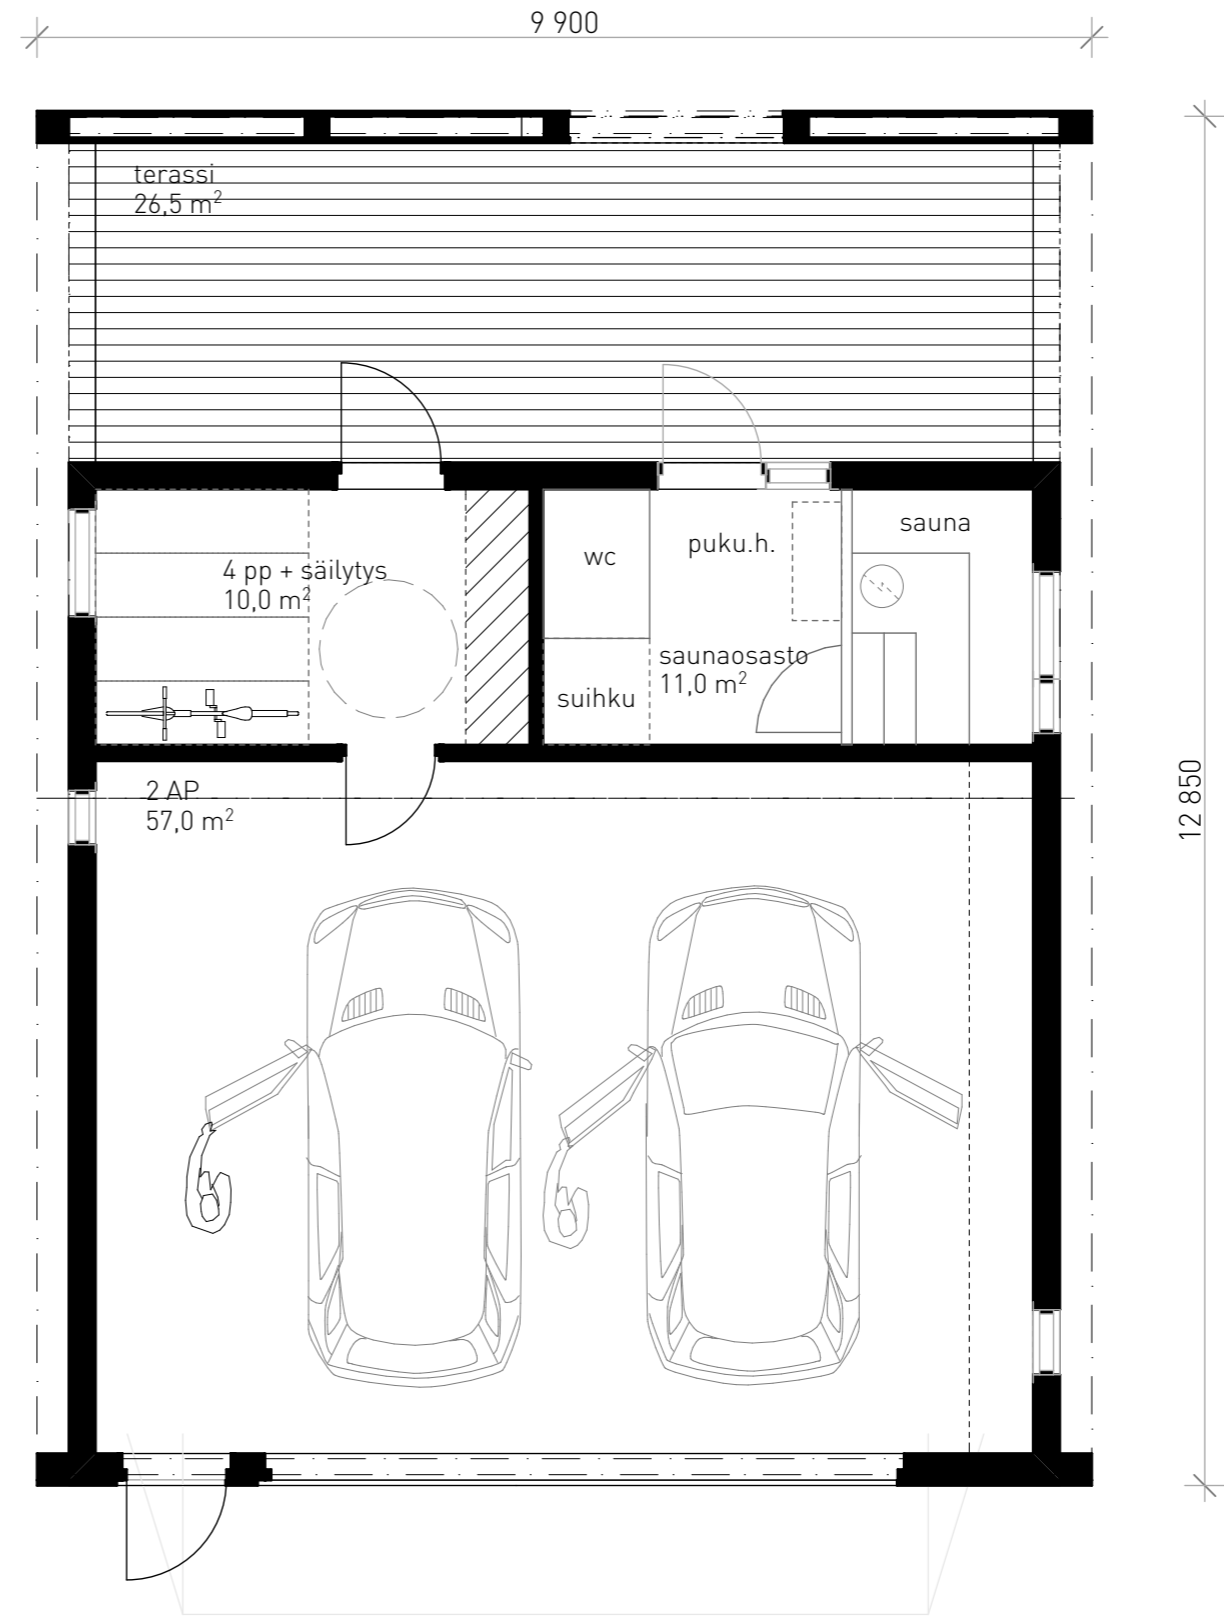 9 900
terassi
26,5 m²
sauna
puku.h.
wc
4 pp + säilytys
10,0 m²
saunaosasto
11,0 m²
suihku
2 AP
57,0 m²
12 850